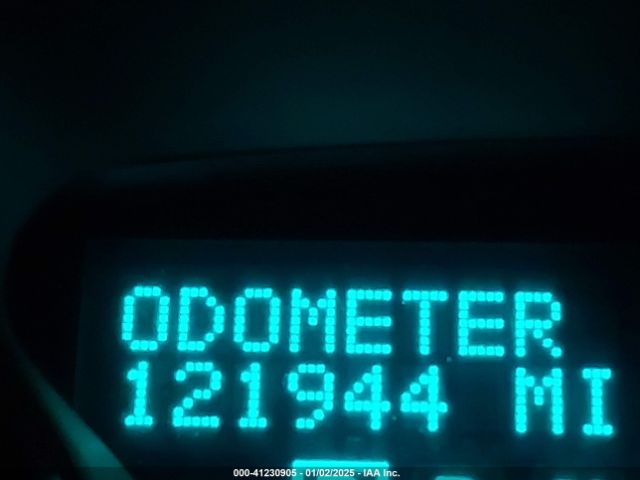 ODOMETER
121944 MI
000-41230905 - 01/02/2025 - IAA Inc.